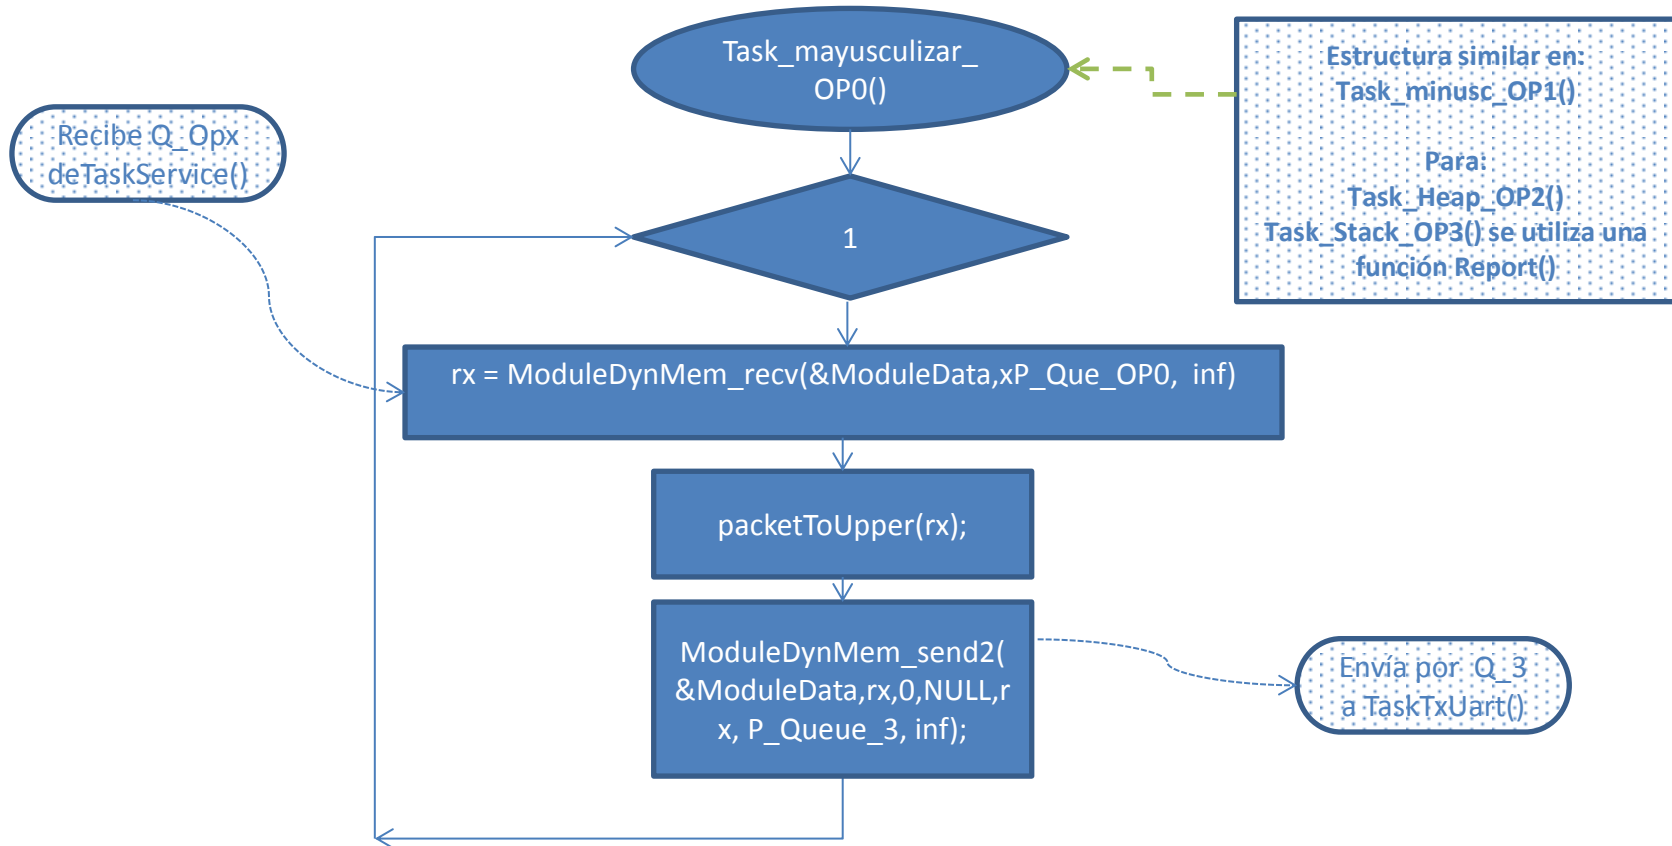 Task_mayusculizar_
OP0()
Estructura similar en:
Task_minusc_OP1()
Para:
Task_Heap_OP2()
Task_Stack_OP3() se utiliza una
función Report()
Recibe Q_Opx
deTaskService()
1
rx = ModuleDynMem_recv(&ModuleData,xP_Que_OP0, inf)
packetToUpper(rx);
ModuleDynMem_send2(
&ModuleData,rx,0,NULL,r
x, P_Queue_3, inf);
Envía por Q_3
a TaskTxUart()